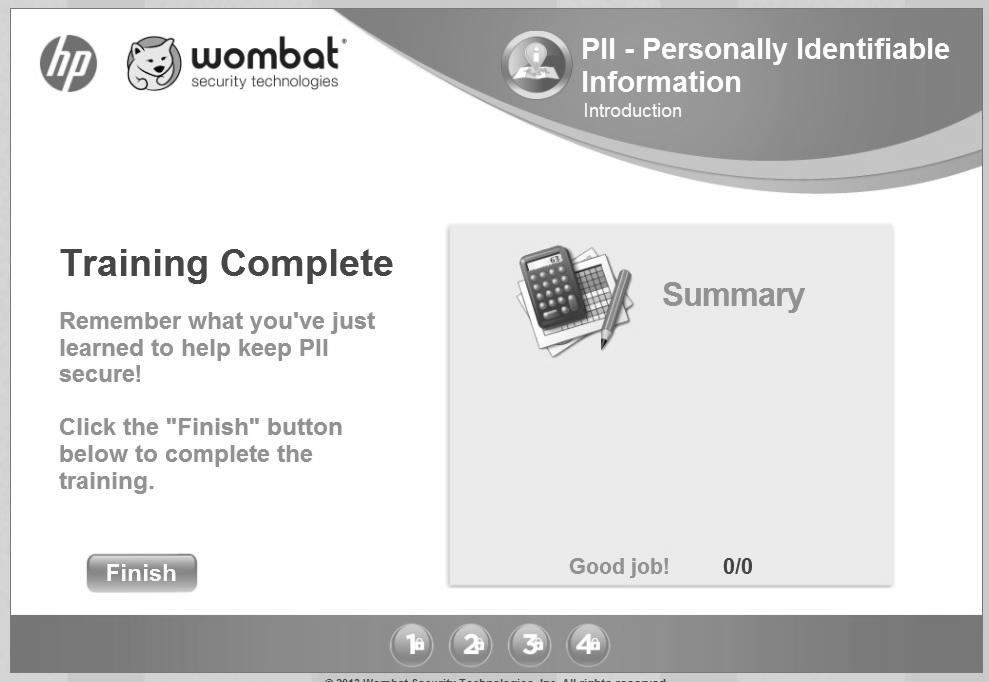 hp
wombat
security technologies
PII - Personally Identifiable
Information
Introduction
Training Complete
Remember what you've just
learned to help keep PII
secure!
Click the "Finish" button
below to complete the
training.
Finish
63
Summary
Good job! 0/0
1 2 3 4
Wombat Security Technologies, Inc. All rights reserved